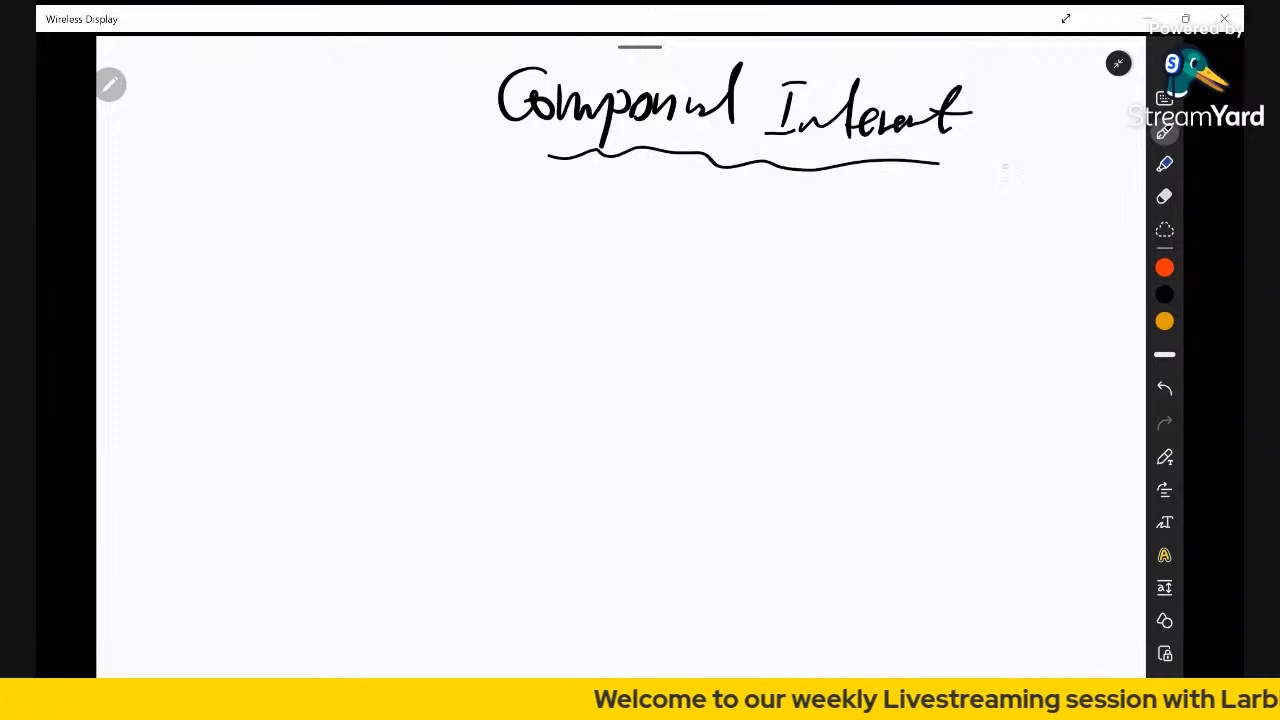 Wireless Display
Powered by
StreamYard
Compound Interest
Welcome to our weekly Livestreaming session with Larb